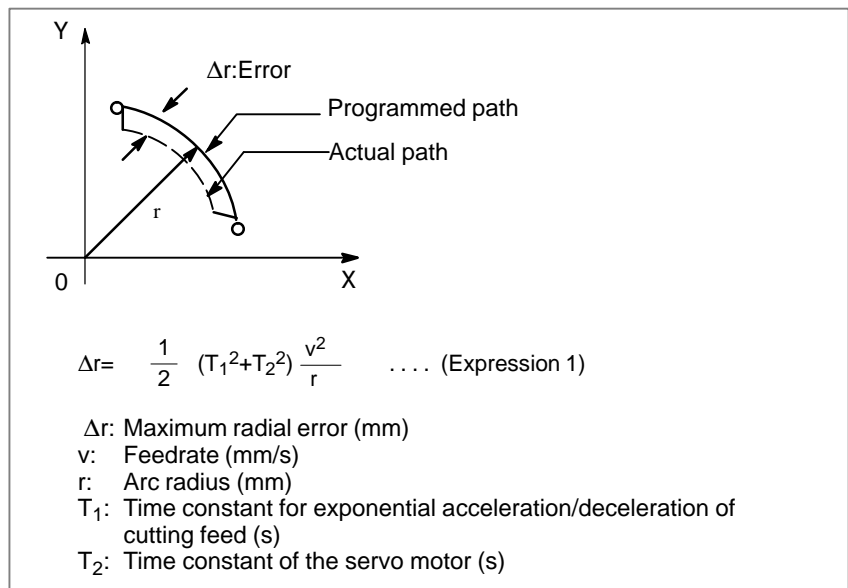 Y
Δr:Error
Programmed path
Actual path
r
0
X
Δr= 1/2 (T₁²+T₂²) v²/r .... (Expression 1)
Δr: Maximum radial error (mm)
v: Feedrate (mm/s)
r: Arc radius (mm)
T₁: Time constant for exponential acceleration/deceleration of
cutting feed (s)
T₂: Time constant of the servo motor (s)